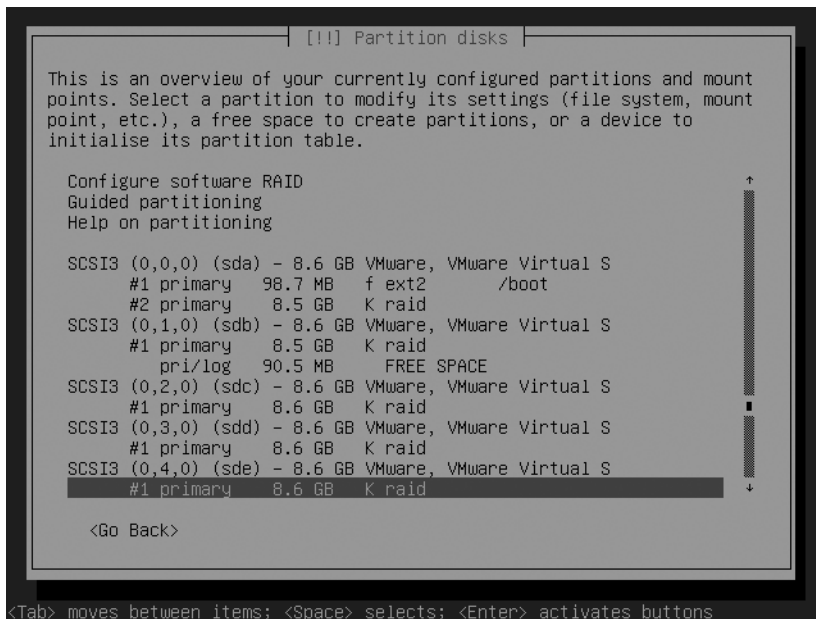 [!!] Partition disks
This is an overview of your currently configured partitions and mount
points. Select a partition to modify its settings (file system, mount
point, etc.), a free space to create partitions, or a device to
initialise its partition table.
Configure software RAID
Guided partitioning
Help on partitioning
SCSI3 (0,0,0) (sda) - 8.6 GB VMware, VMware Virtual S
#1 primary 98.7 MB f ext2 /boot
#2 primary 8.5 GB K raid
SCSI3 (0,1,0) (sdb) - 8.6 GB VMware, VMware Virtual S
#1 primary 8.5 GB K raid
pri/log 90.5 MB FREE SPACE
SCSI3 (0,2,0) (sdc) - 8.6 GB VMware, VMware Virtual S
#1 primary 8.6 GB K raid
SCSI3 (0,3,0) (sdd) - 8.6 GB VMware, VMware Virtual S
#1 primary 8.6 GB K raid
SCSI3 (0,4,0) (sde) - 8.6 GB VMware, VMware Virtual S
#1 primary 8.6 GB K raid
<Go Back>
<Tab> moves between items; <Space> selects; <Enter> activates buttons